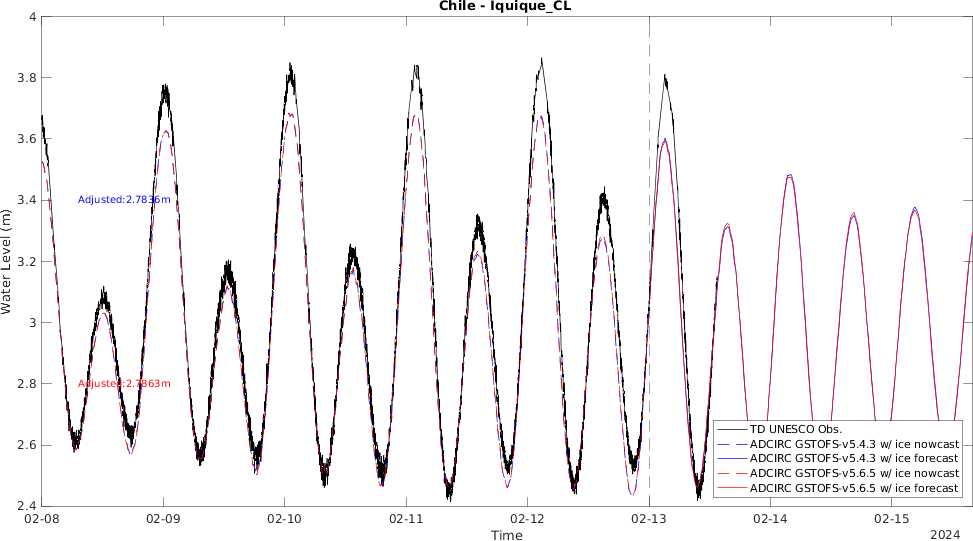 Chile - Iquique_CL
4
3.8
3.6
3.4
3.2
3
2.8
2.6
2.4
Water Level (m)
Adjusted:2.7836m
Adjusted:2.7863m
TD UNESCO Obs.
ADCIRC GSTOFS-v5.4.3 w/ ice nowcast
ADCIRC GSTOFS-v5.4.3 w/ ice forecast
ADCIRC GSTOFS-v5.6.5 w/ ice nowcast
ADCIRC GSTOFS-v5.6.5 w/ ice forecast
02-08 02-09 02-10 02-11 02-12 02-13 02-14 02-15
Time
2024